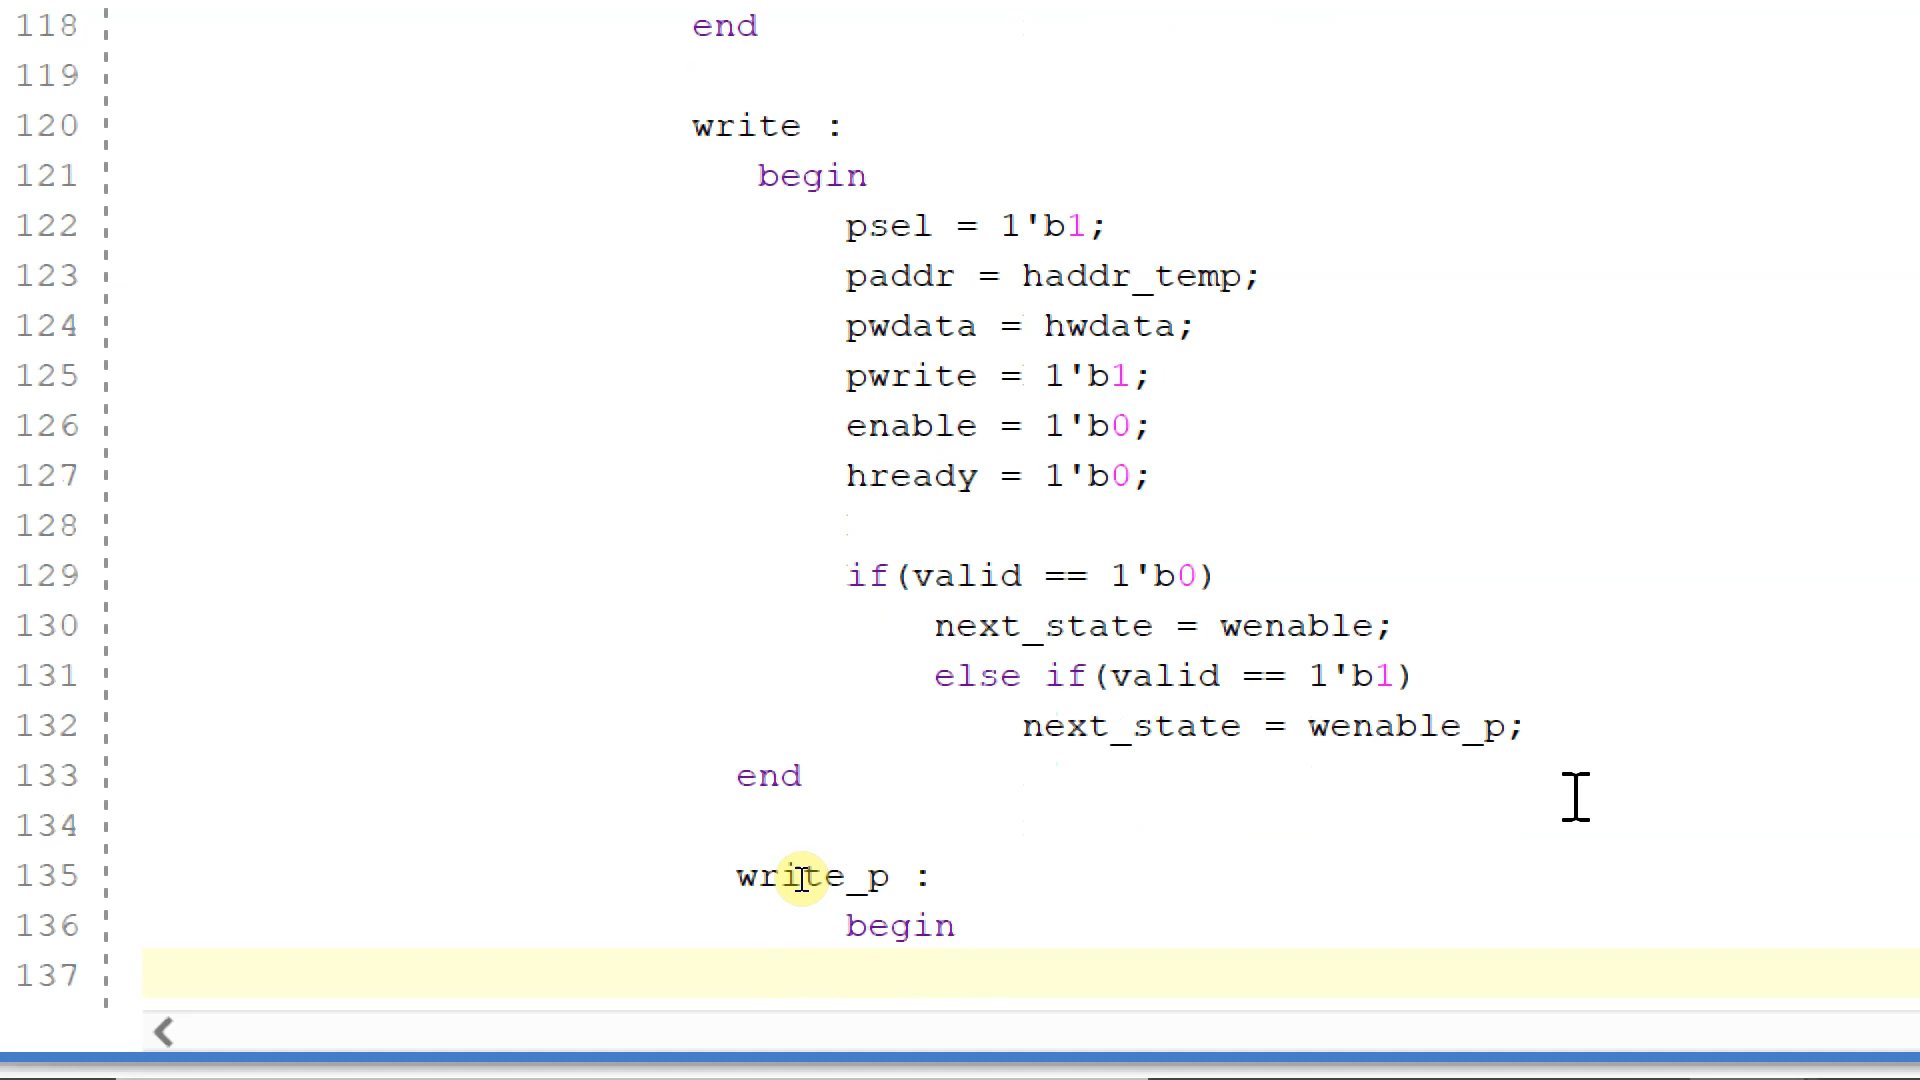 118 end
119
120 write :
121 begin
122 psel = 1'b1;
123 paddr = haddr_temp;
124 pwdata = hwdata;
125 pwrite = 1'b1;
126 enable = 1'b0;
127 hready = 1'b0;
128
129 if(valid == 1'b0)
130 next_state = wenable;
131 else if(valid == 1'b1)
132 next_state = wenable_p;
133 end
134
135 write_p :
136 begin
137